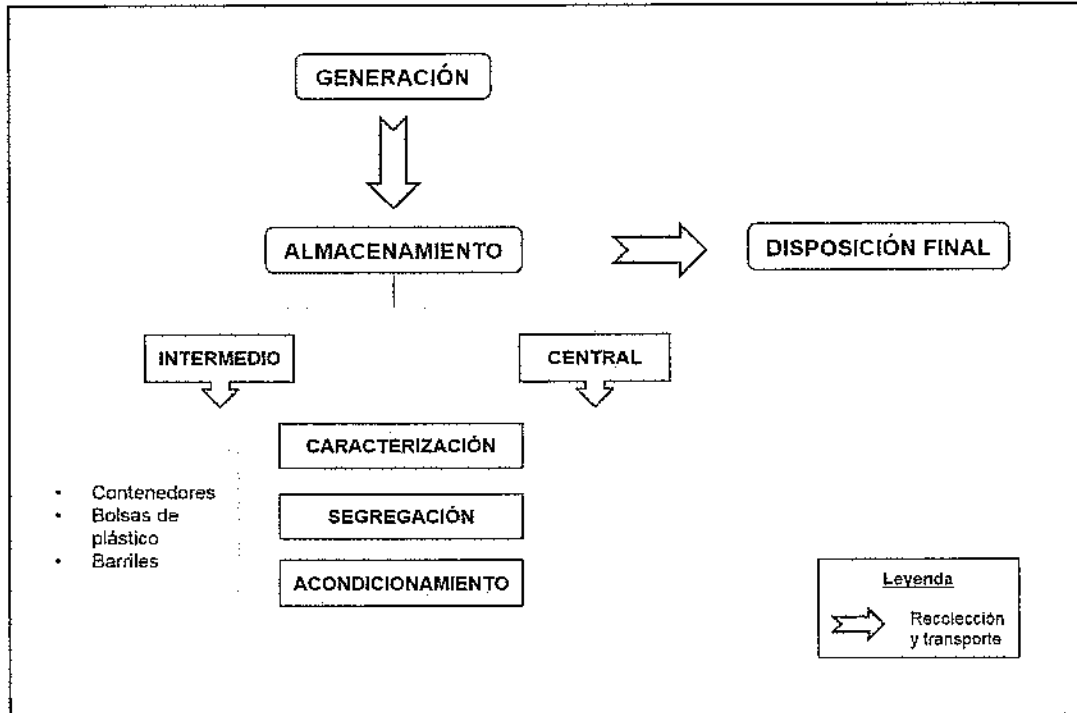 GENERACIÓN
ALMACENAMIENTO
DISPOSICIÓN FINAL
INTERMEDIO
CENTRAL
CARACTERIZACIÓN
• Contenedores
• Bolsas de
plástico
• Barriles
SEGREGACIÓN
ACONDICIONAMIENTO
Leyenda
Recolección
y transporte